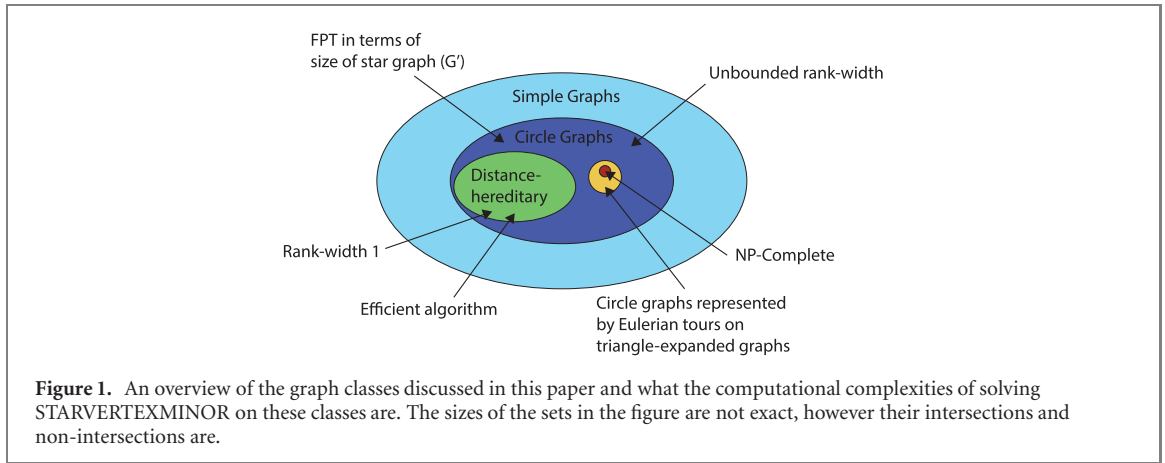 FPT in terms of
size of star graph (G’)
Unbounded rank-width
Simple Graphs
Circle Graphs
Distance-
hereditary
Rank-width 1
NP-Complete
Efficient algorithm
Circle graphs represented
by Eulerian tours on
triangle-expanded graphs
Figure 1. An overview of the graph classes discussed in this paper and what the computational complexities of solving
STARVERTEXMINOR on these classes are. The sizes of the sets in the figure are not exact, however their intersections and
non-intersections are.